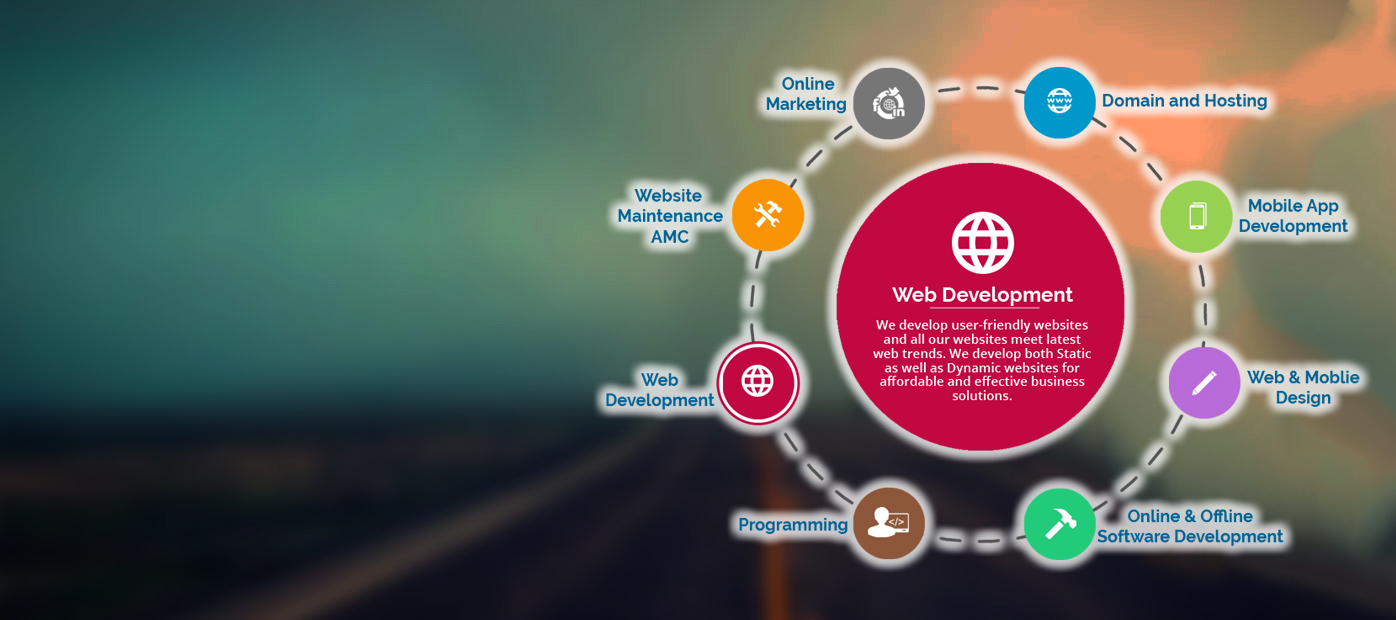 Online
Marketing
Domain and Hosting
Website
Maintenance
AMC
Mobile App
Development
Web Development
We develop user-friendly websites
and all our websites meet latest
web trends. We develop both Static
as well as Dynamic websites for
affordable and effective business
solutions.
Web
Development
Web & Moblie
Design
Programming
Online & Offline
Software Development
www
f
in
</>